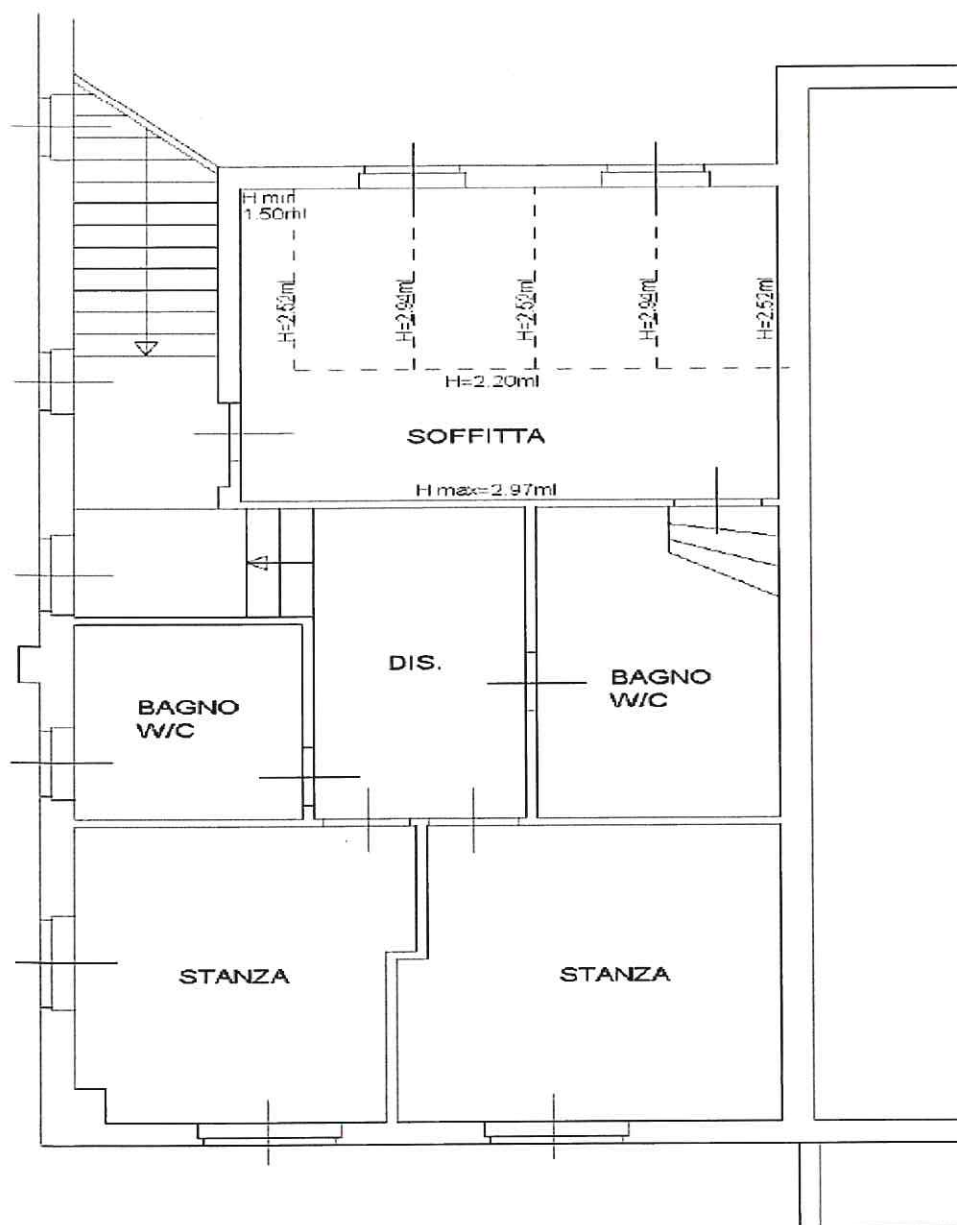 H min
1.50ml
H=2.52ml
H=2.94ml
H=2.52ml
H=2.94ml
H=2.52ml
H=2.20ml
SOFFITTA
H max=2.97ml
DIS.
BAGNO
W/C
BAGNO
W/C
STANZA
STANZA